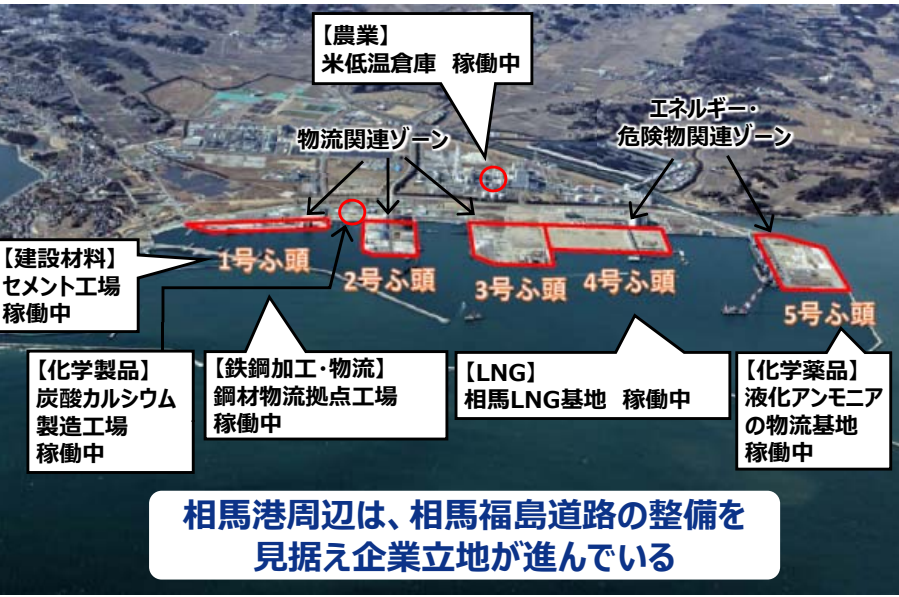 【農業】
米低温倉庫 稼働中
物流関連ゾーン
エネルギー・
危険物関連ゾーン
【建設材料】
セメント工場
稼働中
1号ふ頭
2号ふ頭
3号ふ頭
4号ふ頭
5号ふ頭
【化学製品】
炭酸カルシウム
製造工場
稼働中
【鉄鋼加工・物流】
鋼材物流拠点工場
稼働中
【LNG】
相馬LNG基地 稼働中
【化学薬品】
液化アンモニア
の物流基地
稼働中
相馬港周辺は、相馬福島道路の整備を
見据え企業立地が進んでいる